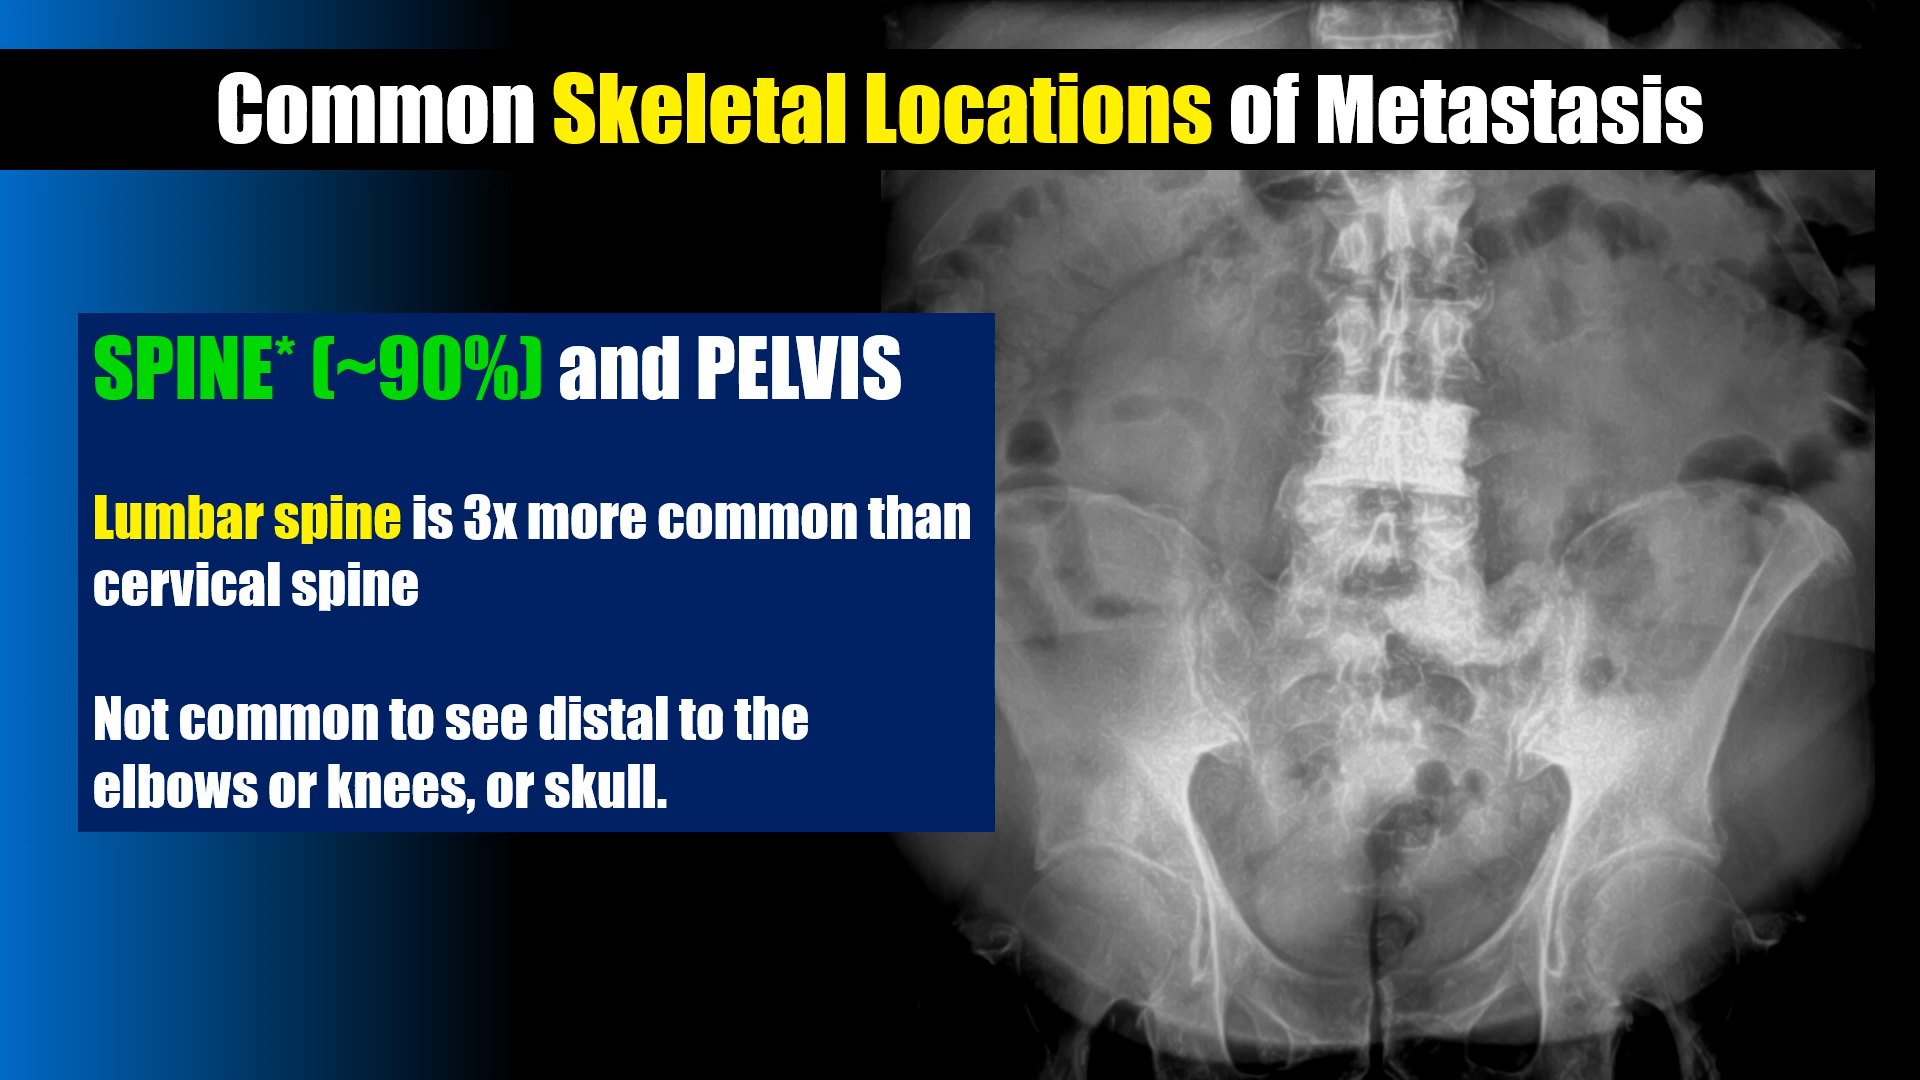 Common Skeletal Locations of Metastasis
SPINE* (~90%) and PELVIS
Lumbar spine is 3x more common than
cervical spine
Not common to see distal to the
elbows or knees, or skull.